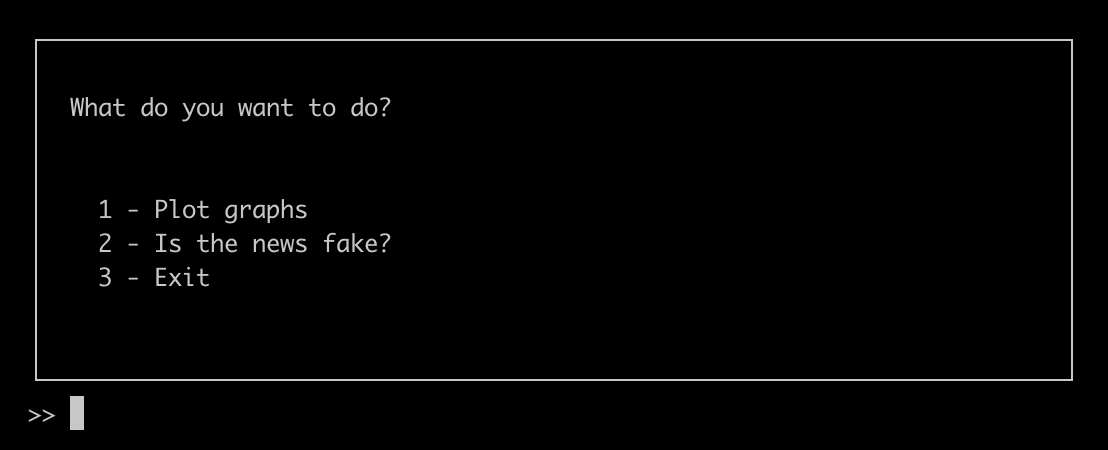 What do you want to do?
1 - Plot graphs
2 - Is the news fake?
3 - Exit
>>